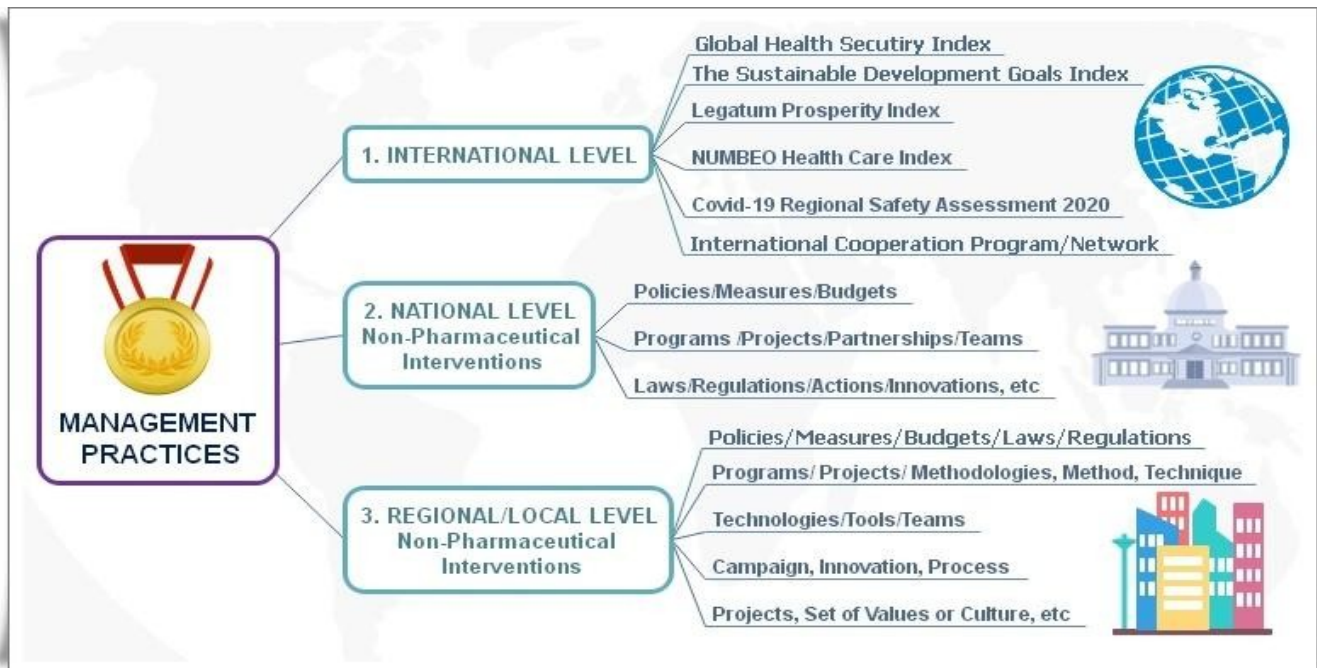 MANAGEMENT
PRACTICES
1. INTERNATIONAL LEVEL
Global Health Secutiry Index
The Sustainable Development Goals Index
Legatum Prosperity Index
NUMBEO Health Care Index
Covid-19 Regional Safety Assessment 2020
International Cooperation Program/Network
2. NATIONAL LEVEL
Non-Pharmaceutical
Interventions
Policies/Measures/Budgets
Programs /Projects/Partnerships/Teams
Laws/Regulations/Actions/Innovations, etc
3. REGIONAL/LOCAL LEVEL
Non-Pharmaceutical
Interventions
Policies/Measures/Budgets/Laws/Regulations
Programs/ Projects/ Methodologies, Method, Technique
Technologies/Tools/Teams
Campaign, Innovation, Process
Projects, Set of Values or Culture, etc